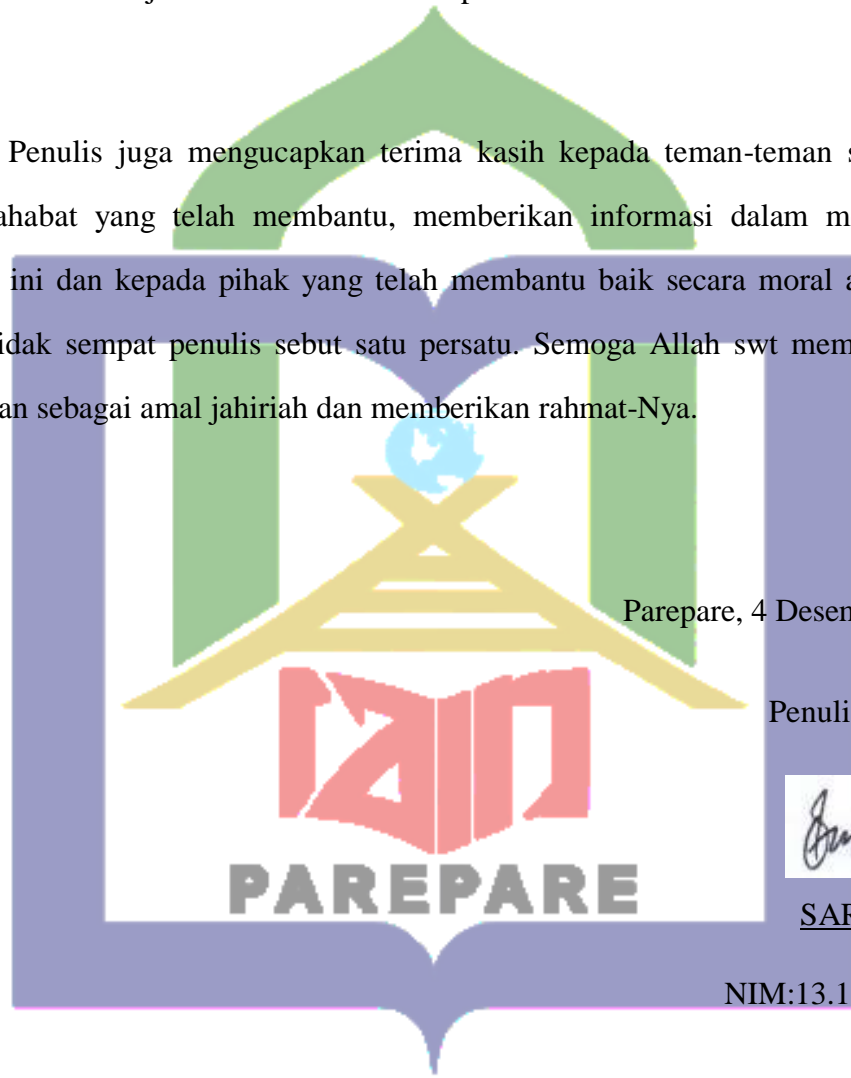 Penulis juga mengucapkan terima kasih kepada teman-teman
ahabat yang telah membantu, memberikan informasi dalam
ini dan kepada pihak yang telah membantu baik secara moral
idak sempat penulis sebut satu persatu. Semoga Allah swt mem
an sebagai amal jahiriah dan memberikan rahmat-Nya.
Parepare, 4 Desem
Penuli
iain
PAREPARE
SAR
NIM:13.1